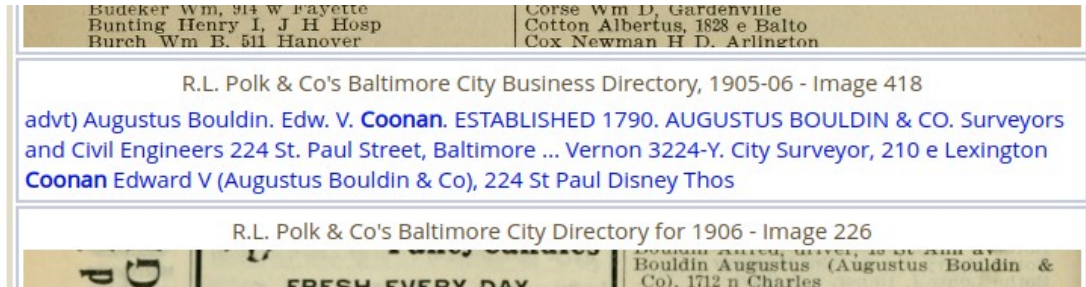 Budeker Wm, 914 w Fayette
Bunting Henry I, J H Hosp
Burch Wm B, 511 Hanover
Corse Wm D, Gardenville
Cotton Albertus, 1828 e Balto
Cox Newman H D, Arlington
R.L. Polk & Co's Baltimore City Business Directory, 1905-06 - Image 418
advt) Augustus Bouldin. Edw. V. Coonan. ESTABLISHED 1790. AUGUSTUS BOULDIN & CO. Surveyors
and Civil Engineers 224 St. Paul Street, Baltimore ... Vernon 3224-Y. City Surveyor, 210 e Lexington
Coonan Edward V (Augustus Bouldin & Co), 224 St Paul Disney Thos
R.L. Polk & Co's Baltimore City Directory for 1906 - Image 226
FRESH EVERY DAY
Bouldin Alfred, driver, 18 St Ann av
Bouldin Augustus (Augustus Bouldin &
Co), 1712 n Charles